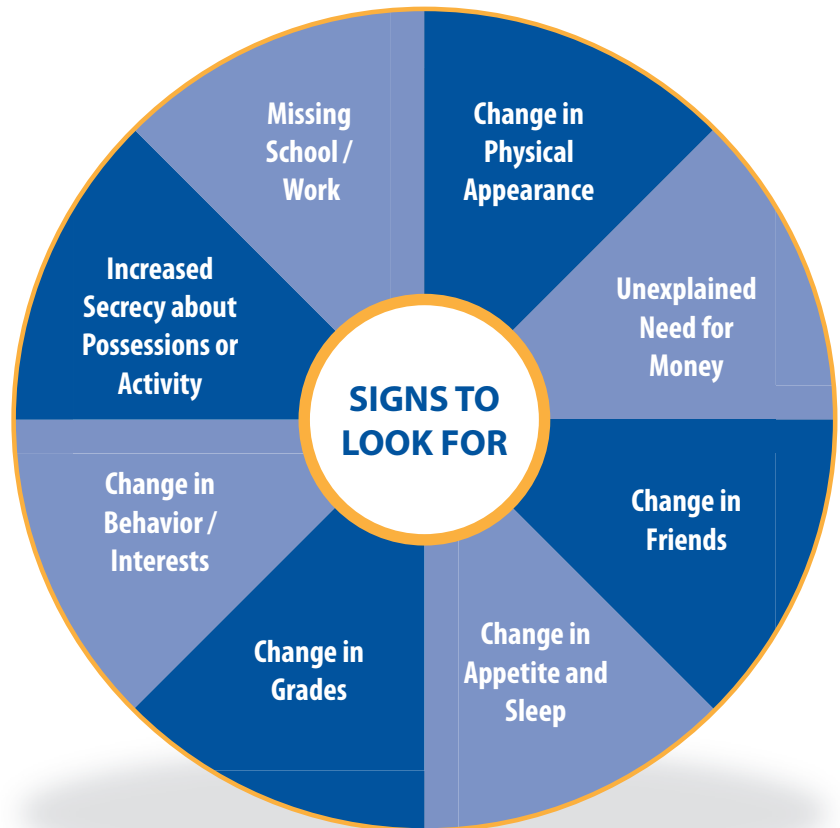 SIGNS TO
LOOK FOR
Change in
Physical
Appearance
Unexplained
Need for
Money
Change in
Friends
Change in
Appetite and
Sleep
Change in
Grades
Change in
Behavior /
Interests
Increased
Secrecy about
Possessions or
Activity
Missing
School /
Work